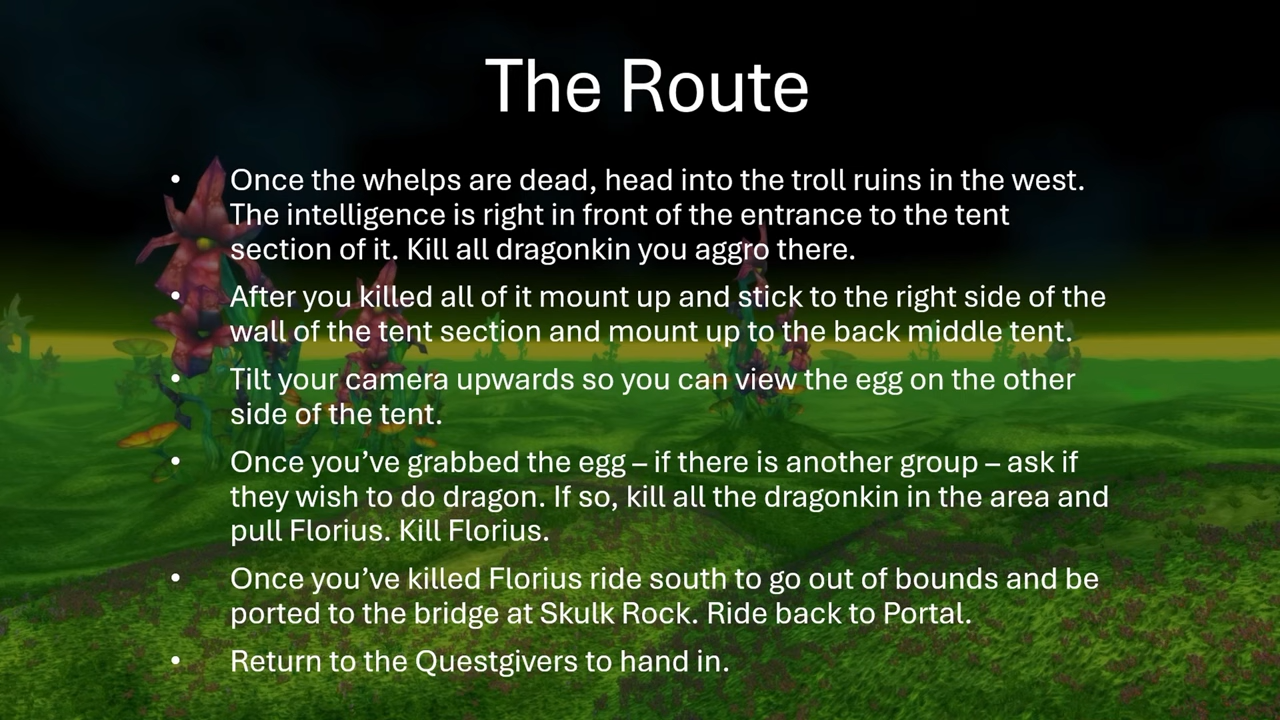 The Route
• Once the whelps are dead, head into the troll ruins in the west.
The intelligence is right in front of the entrance to the tent
section of it. Kill all dragonkin you aggro there.
• After you killed all of it mount up and stick to the right side of the
wall of the tent section and mount up to the back middle tent.
• Tilt your camera upwards so you can view the egg on the other
side of the tent.
• Once you’ve grabbed the egg – if there is another group – ask if
they wish to do dragon. If so, kill all the dragonkin in the area and
pull Florius. Kill Florius.
• Once you’ve killed Florius ride south to go out of bounds and be
ported to the bridge at Skulk Rock. Ride back to Portal.
• Return to the Questgivers to hand in.